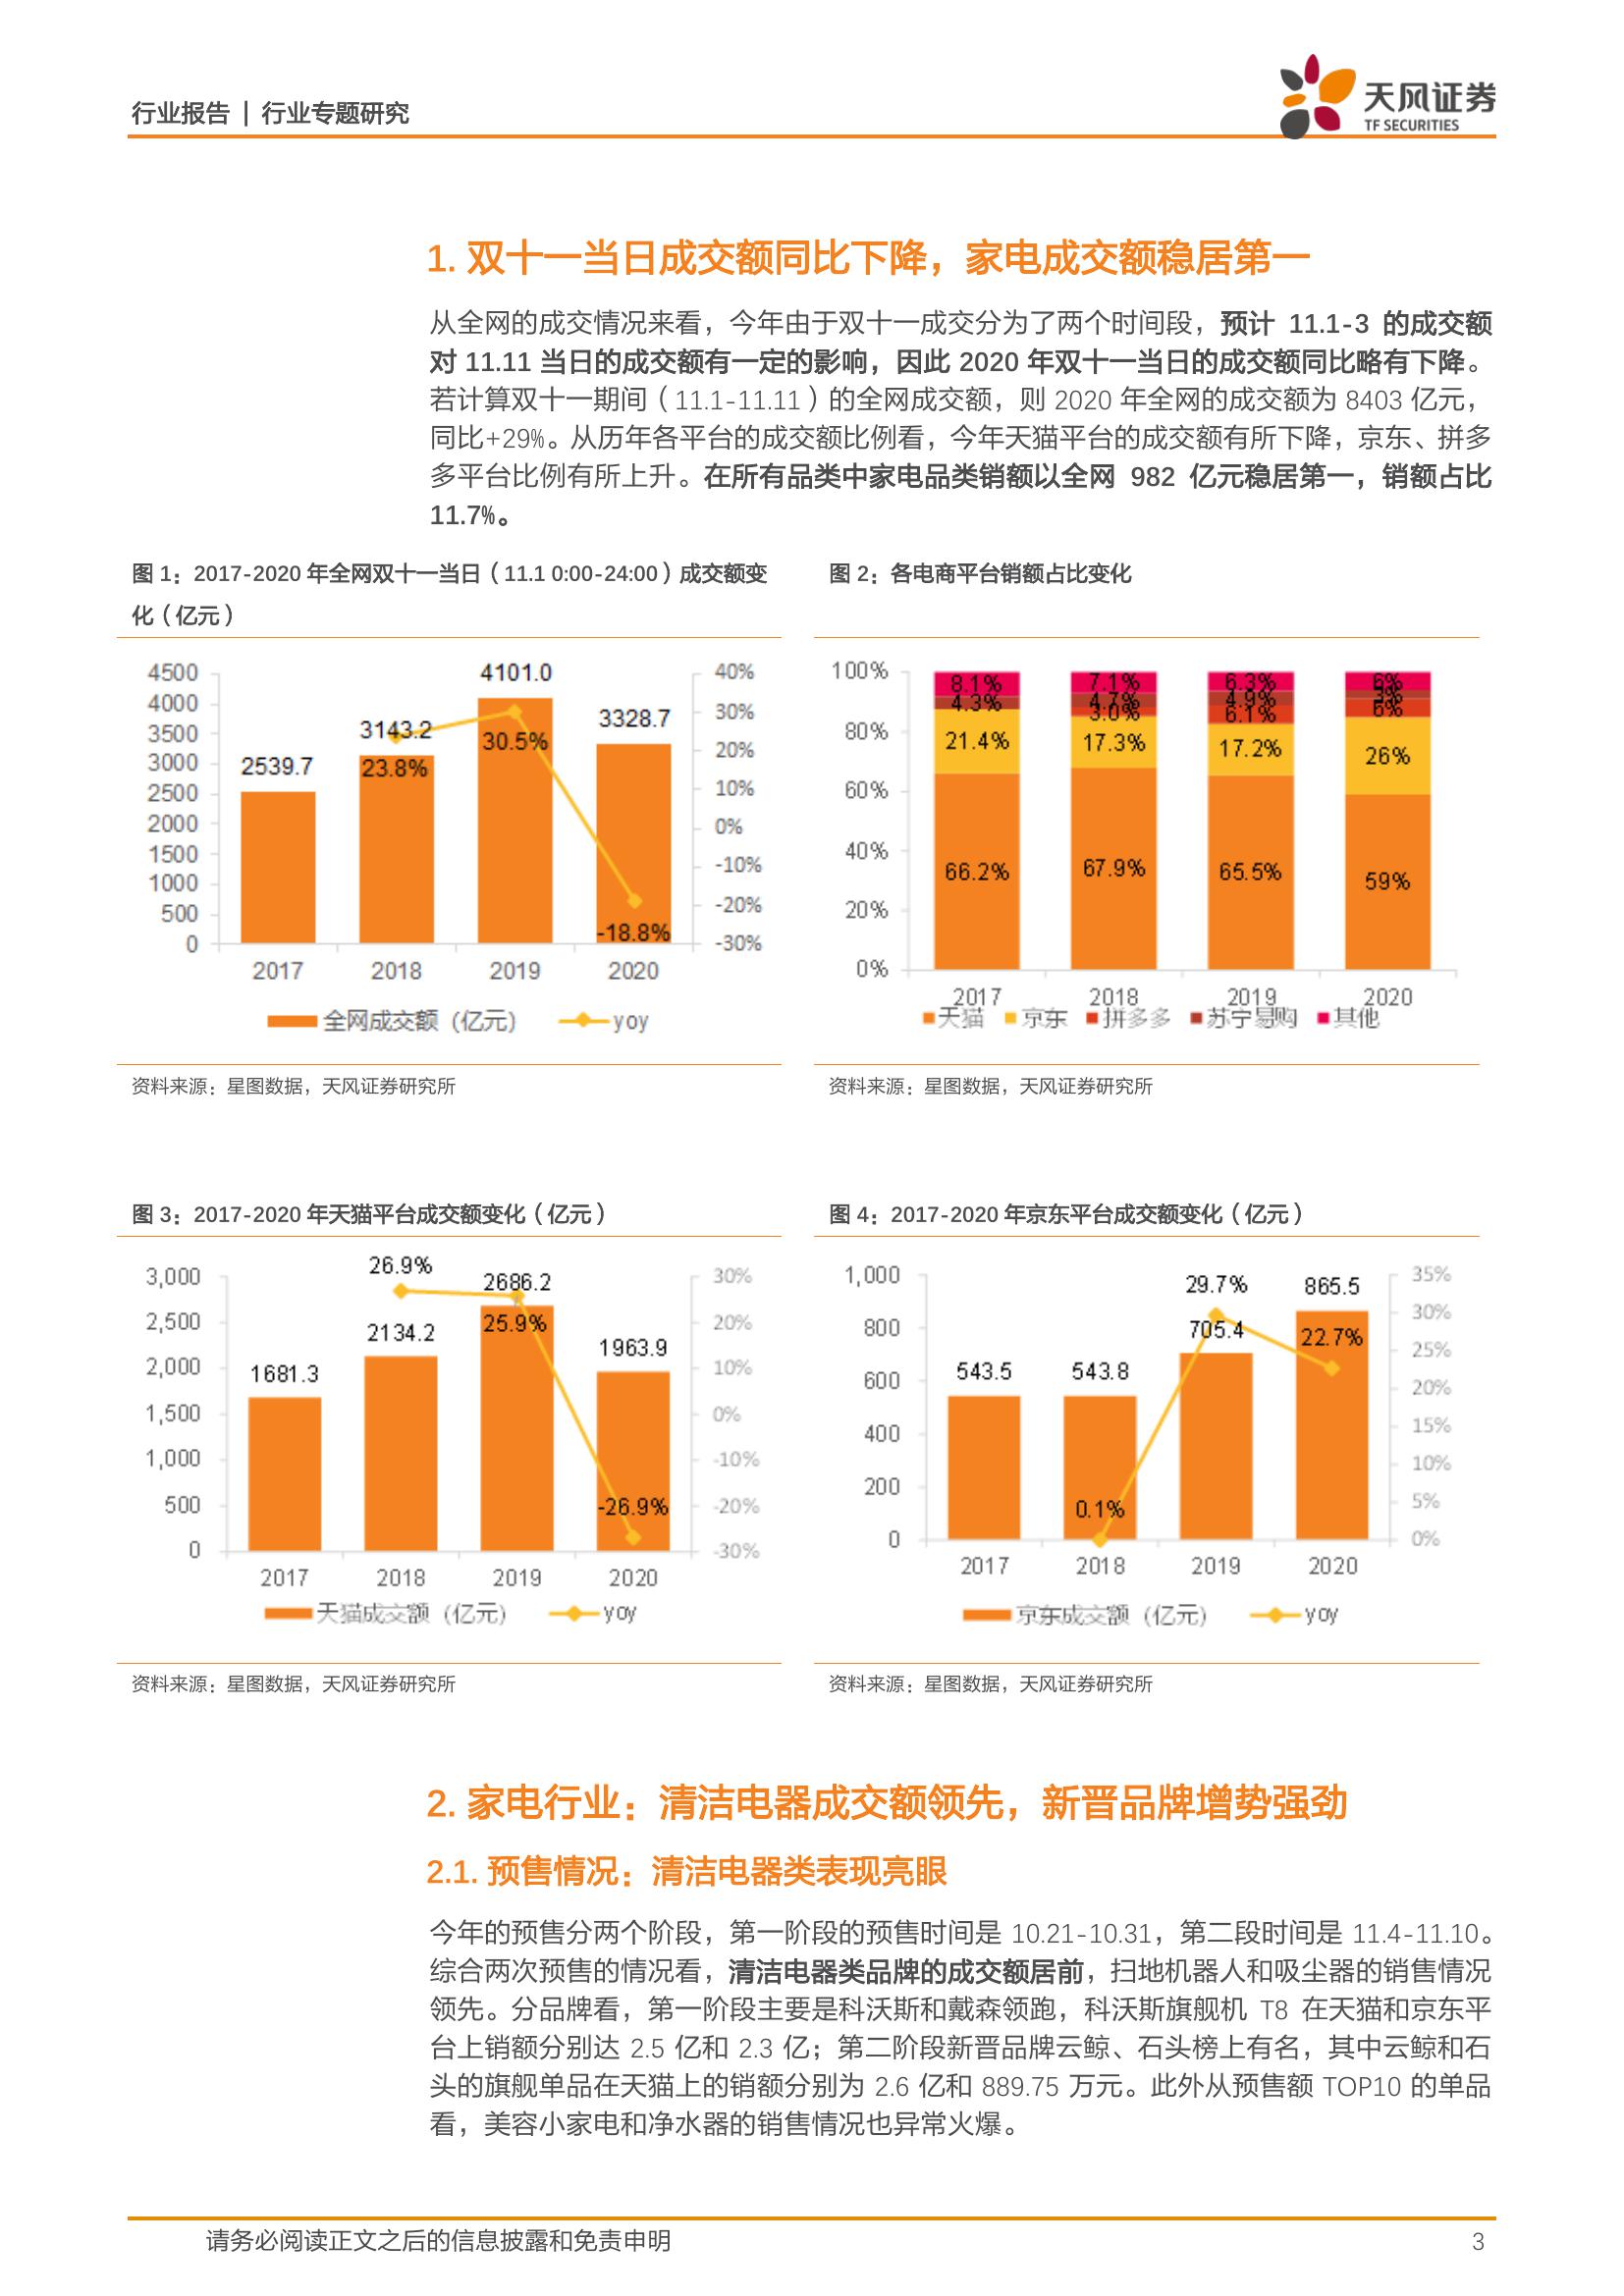 行业报告 | 行业专题研究
天风证券
TF SECURITIES
1. 双十一当日成交额同比下降，家电成交额稳居第一
从全网的成交情况来看，今年由于双十一成交分为了两个时间段，预计 11.1-3 的成交额
对 11.11 当日的成交额有一定的影响，因此 2020 年双十一当日的成交额同比略有下降。
若计算双十一期间（11.1-11.11）的全网成交额，则 2020 年全网的成交额为 8403 亿元，
同比+29%。从历年各平台的成交额比例看，今年天猫平台的成交额有所下降，京东、拼多
多平台比例有所上升。在所有品类中家电品类销额以全网 982 亿元稳居第一，销额占比
11.7%。
图 1：2017-2020 年全网双十一当日（11.1 0:00-24:00）成交额变
化（亿元）
4500
4000
3500
3000
2500
2000
1500
1000
500
0
2539.7
3143.2
4101.0
3328.7
23.8%
30.5%
-18.8%
40%
30%
20%
10%
0%
-10%
-20%
-30%
2017 2018 2019 2020
全网成交额（亿元） yoy
资料来源：星图数据，天风证券研究所
图 2：各电商平台销额占比变化
100%
80%
60%
40%
20%
0%
8.1% 7.1% 6.3% 6%
4.3% 4.7% 4.9% 3%
3.0% 6.1% 6%
21.4% 17.3% 17.2% 26%
66.2% 67.9% 65.5% 59%
2017 2018 2019 2020
天猫 京东 拼多多 苏宁易购 其他
资料来源：星图数据，天风证券研究所
图 3：2017-2020 年天猫平台成交额变化（亿元）
3,000
2,500
2,000
1,500
1,000
500
0
1681.3
2134.2
2686.2
1963.9
26.9%
25.9%
-26.9%
30%
20%
10%
0%
-10%
-20%
-30%
2017 2018 2019 2020
天猫成交额（亿元） yoy
资料来源：星图数据，天风证券研究所
图 4：2017-2020 年京东平台成交额变化（亿元）
1,000
800
600
400
200
0
543.5
543.8
705.4
865.5
0.1%
29.7%
22.7%
35%
30%
25%
20%
15%
10%
5%
0%
2017 2018 2019 2020
京东成交额（亿元） yoy
资料来源：星图数据，天风证券研究所
2. 家电行业：清洁电器成交额领先，新晋品牌增势强劲
2.1. 预售情况：清洁电器类表现亮眼
今年的预售分两个阶段，第一阶段的预售时间是 10.21-10.31，第二段时间是 11.4-11.10。
综合两次预售的情况看，清洁电器类品牌的成交额居前，扫地机器人和吸尘器的销售情况
领先。分品牌看，第一阶段主要是科沃斯和戴森领跑，科沃斯旗舰机 T8 在天猫和京东平
台上销额分别达 2.5 亿和 2.3 亿；第二阶段新晋品牌云鲸、石头榜上有名，其中云鲸和石
头的旗舰单品在天猫上的销额分别为 2.6 亿和 889.75 万元。此外从预售额 TOP10 的单品
看，美容小家电和净水器的销售情况也异常火爆。
请务必阅读正文之后的信息披露和免责申明
3